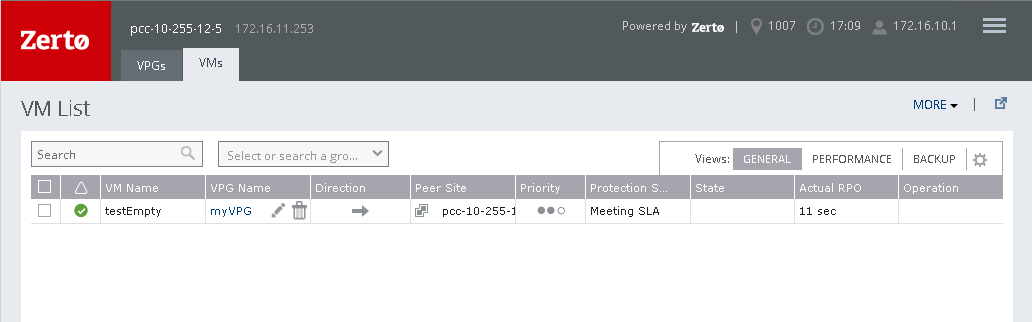 Zerto
pcc-10-255-12-5 172.16.11.253
Powered by Zerto | 1007 17:09 172.16.10.1
VPGs VMs
VM List
MORE
Search
Select or search a gro...
Views: GENERAL PERFORMANCE BACKUP
VM Name VPG Name Direction Peer Site Priority Protection S... State Actual RPO Operation
testEmpty myVPG pcc-10-255-1 Meeting SLA 11 sec